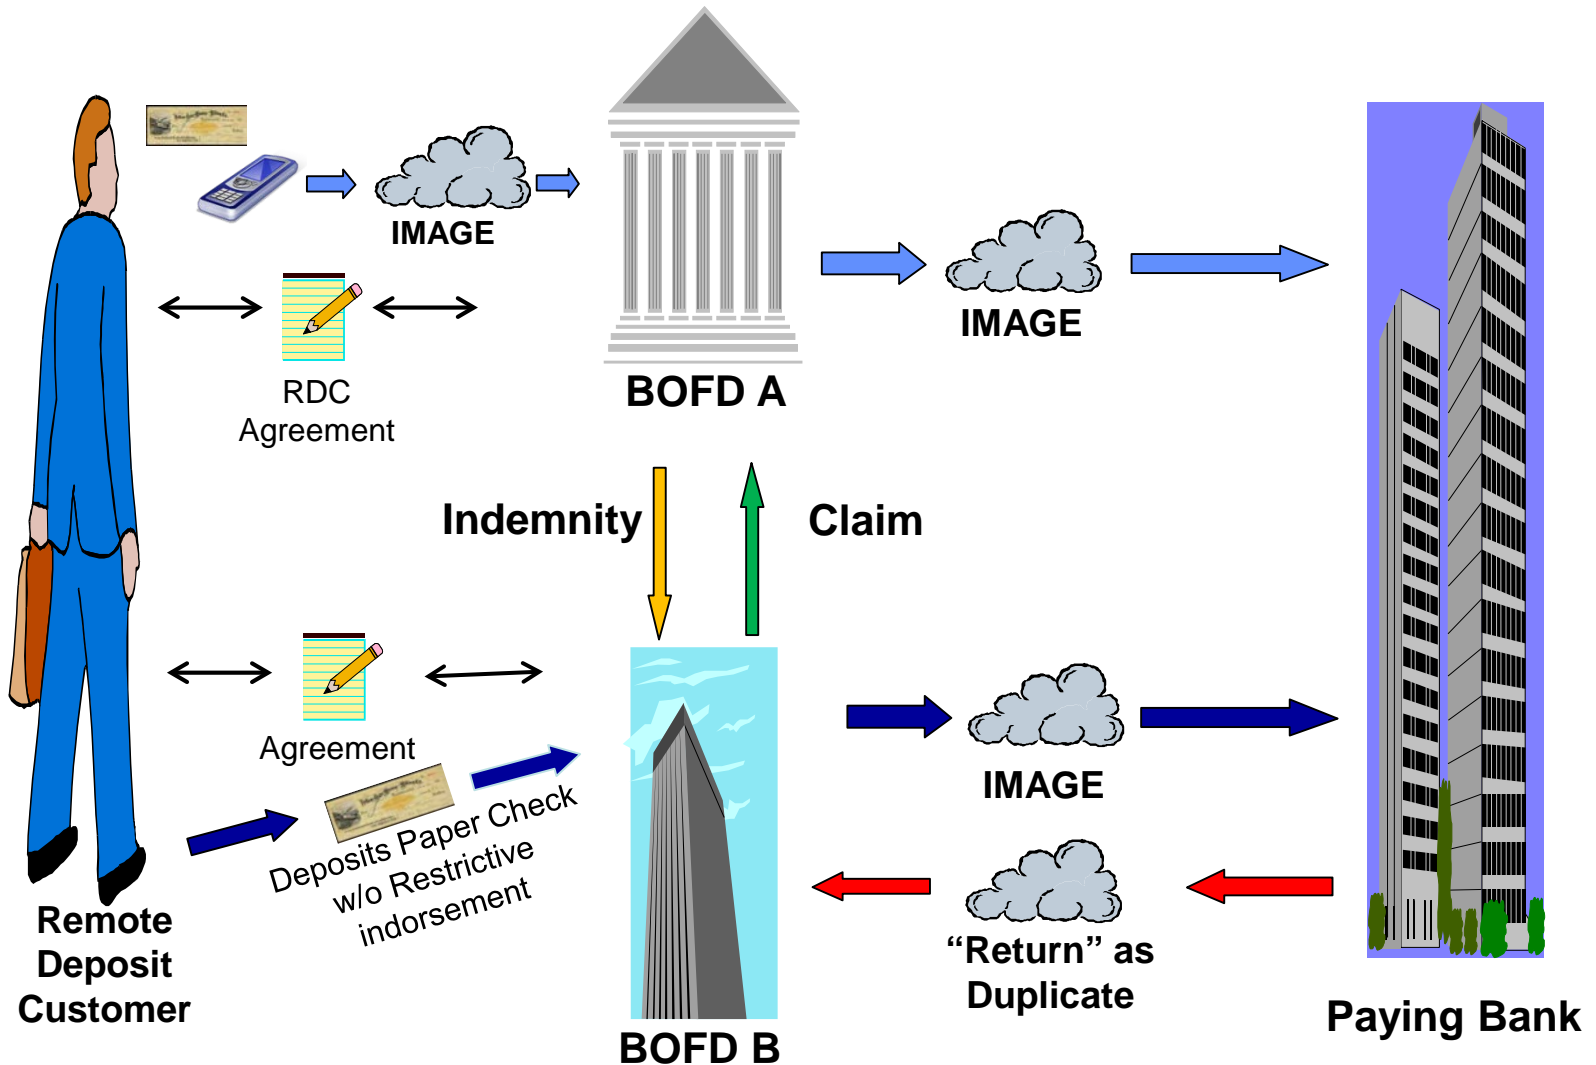 IMAGE
RDC
Agreement
BOFD A
IMAGE
Indemnity
Claim
Agreement
Deposits Paper Check
w/o Restrictive
indorsement
IMAGE
“Return” as
Duplicate
Remote
Deposit
Customer
BOFD B
Paying Bank